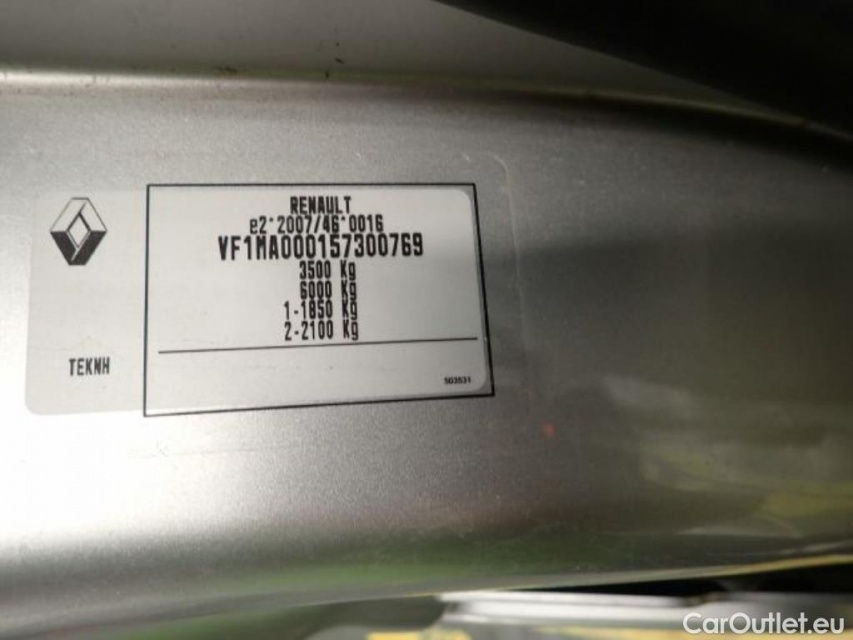 RENAULT
e2*2007/46*0016
VF1MA000157300769
3500 Kg
6000 Kg
1-1850 Kg
2-2100 Kg
TEKNH
503531
CarOutlet.eu